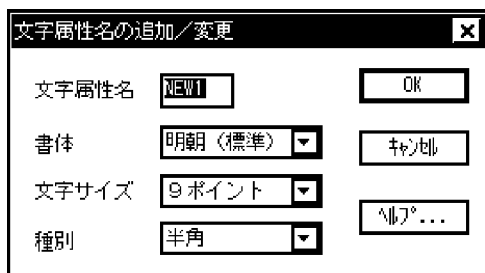 文字属性名の追加／変更
文字属性名 NEW1 OK
書体 明朝（標準） ｷｬﾝｾﾙ
文字サイズ ９ポイント
ﾍﾙﾌﾟ...
種別 半角